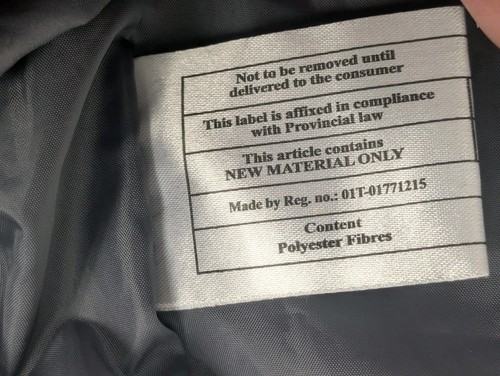 Not to be removed until
delivered to the consumer
This label is affixed in compliance
with Provincial law
This article contains
NEW MATERIAL ONLY
Made by Reg. no.: 01T-01771215
Content
Polyester Fibres